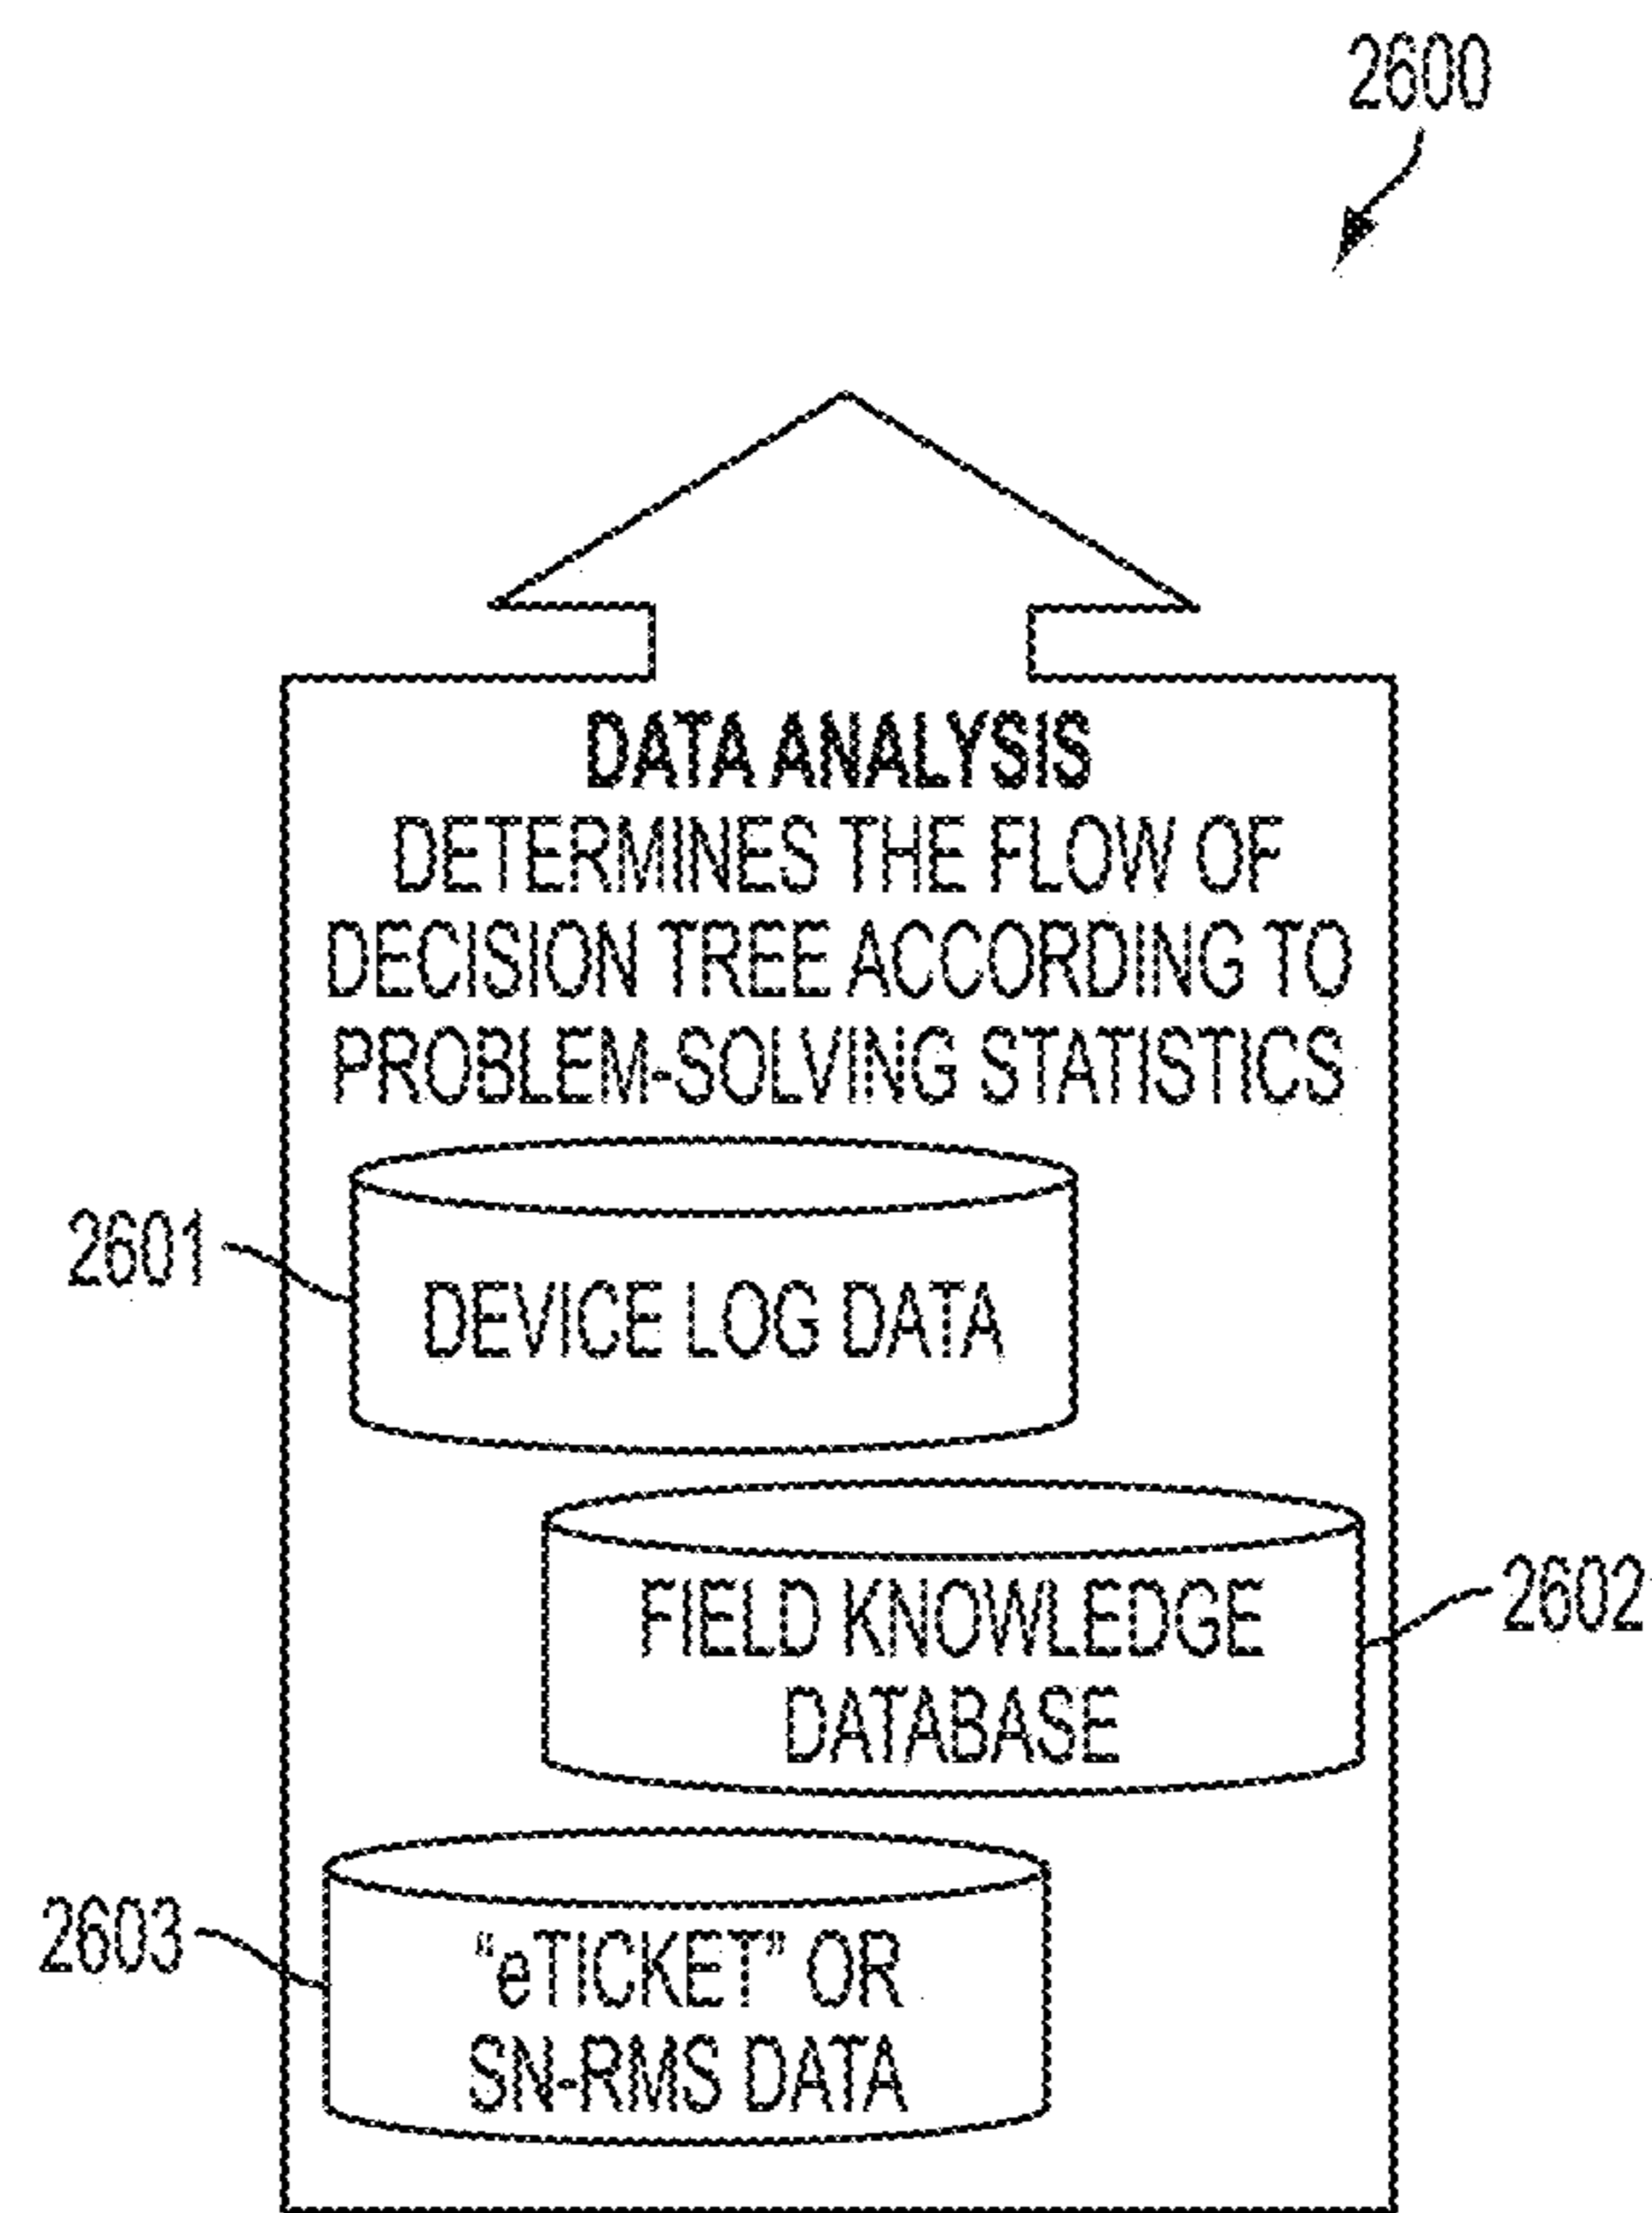 2600
DATA ANALYSIS
DETERMINES THE FLOW OF
DECISION TREE ACCORDING TO
PROBLEM-SOLVING STATISTICS
2601
DEVICE LOG DATA
FIELD KNOWLEDGE
DATABASE
2602
2603
"eTICKET" OR
SN-RMS DATA